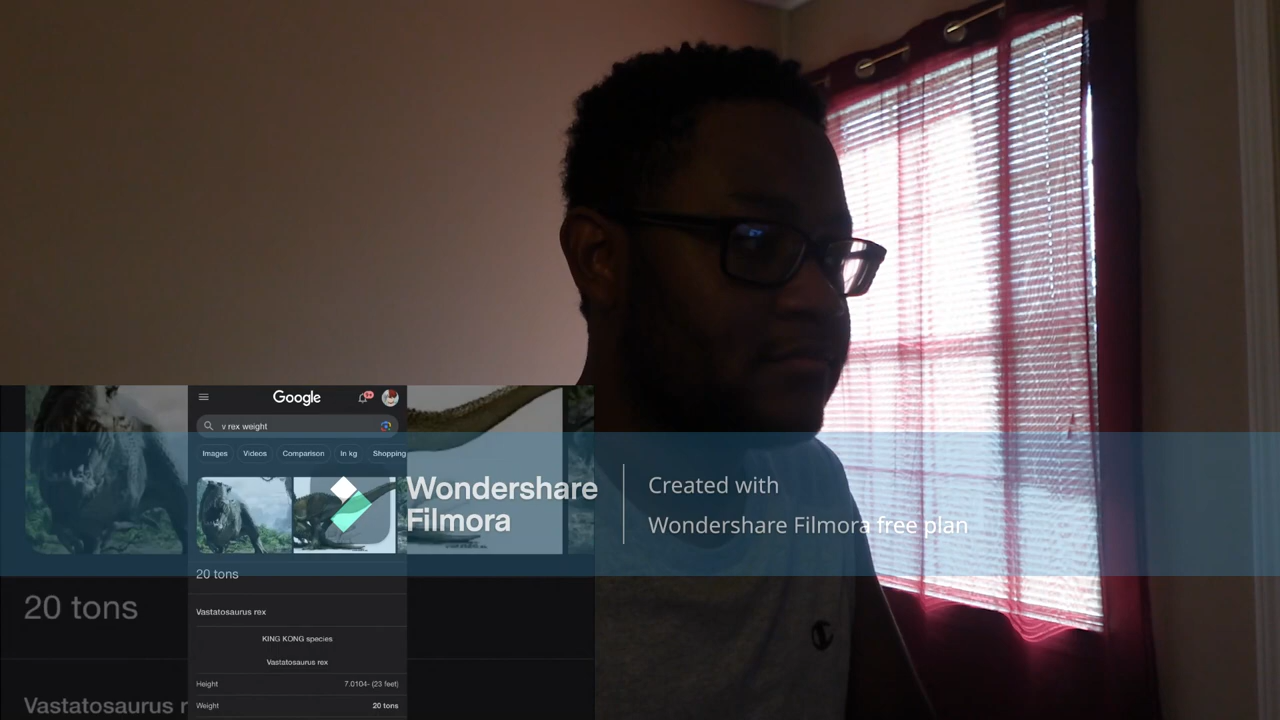 Google
v rex weight
Images Videos Comparison In kg Shopping
Wondershare
Filmora
Created with
Wondershare Filmora free plan
20 tons
20 tons
Vastatosaurus rex
KING KONG species
Vastatosaurus rex
Height 7.0104- (23 feet)
Weight 20 tons
Vastatosaurus r